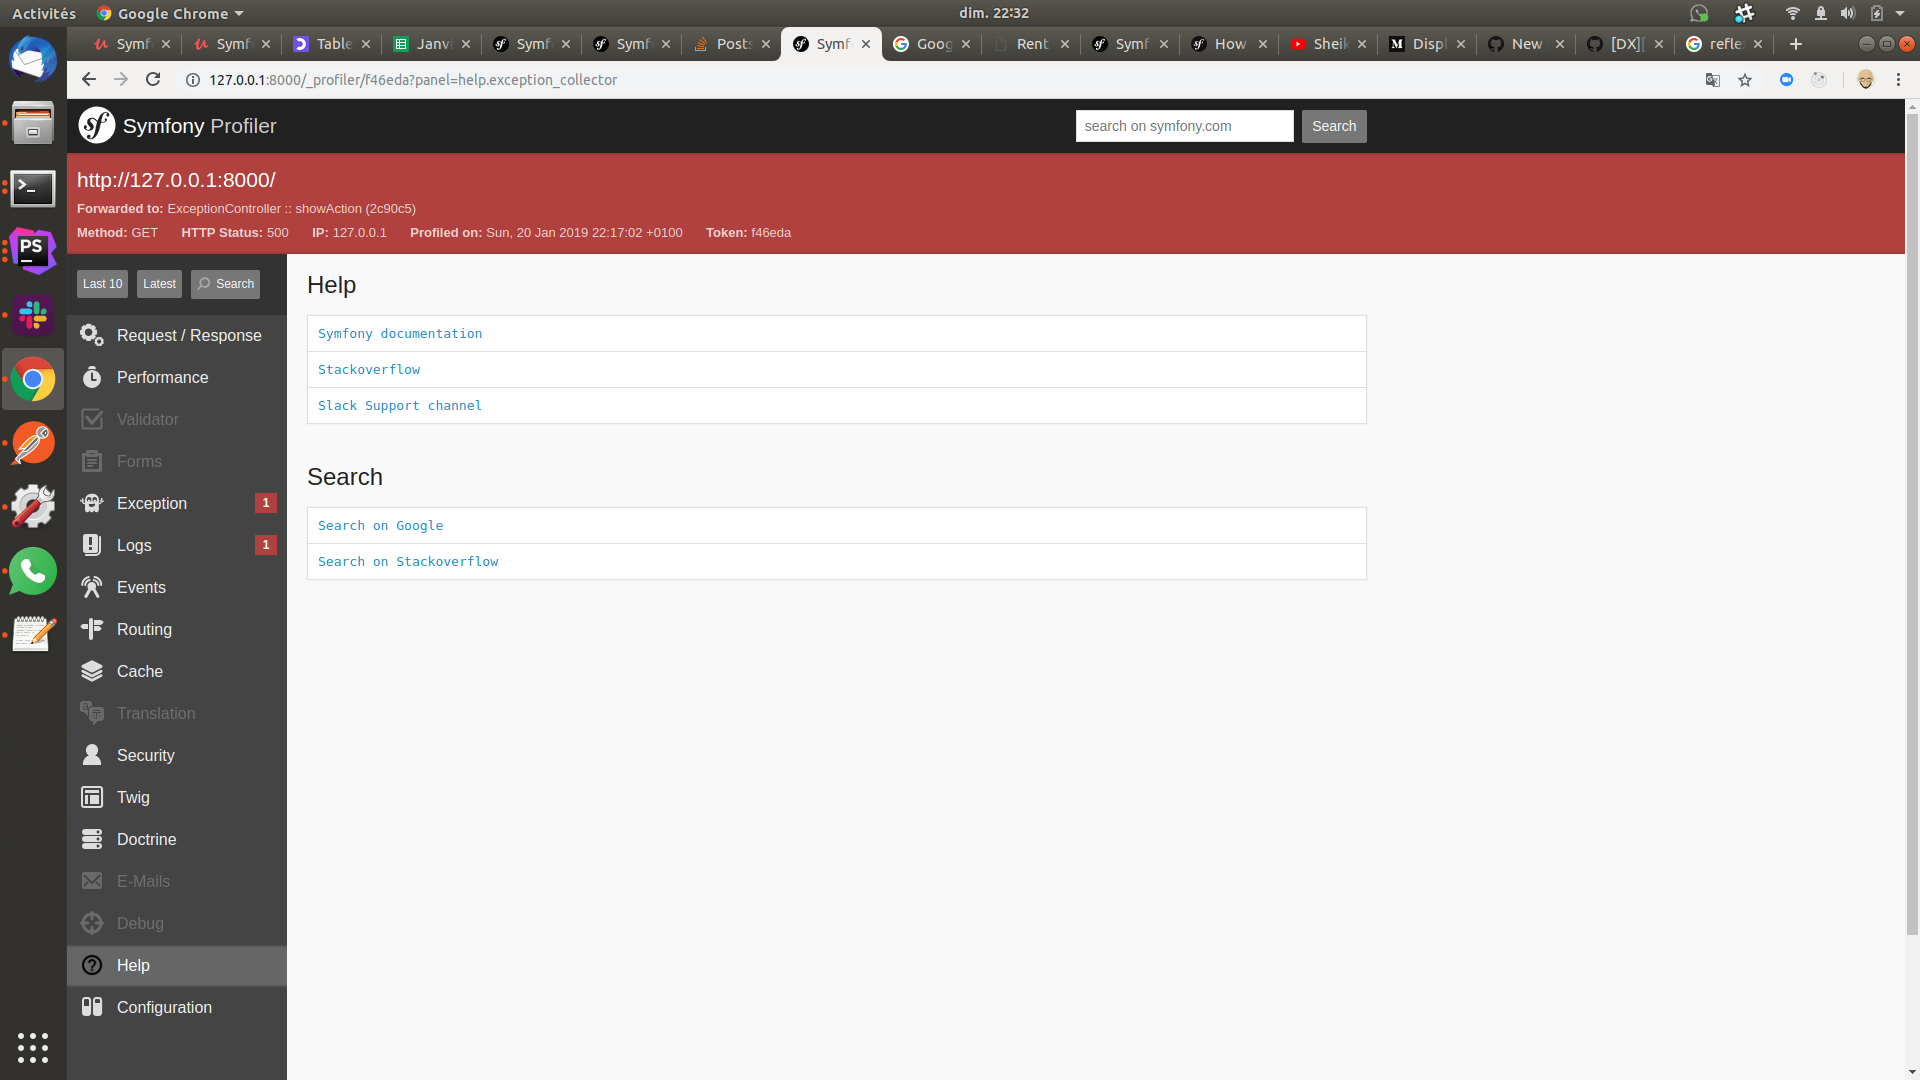 Activités
Google Chrome
dim. 22:32
Symf
Symf
Table
Janvi
Symf
Symf
Posts
Symf
Goog
Rent
Symf
How
Sheik
Displ
New
[DX][
refle
127.0.0.1:8000/_profiler/f46eda?panel=help.exception_collector
Symfony Profiler
search on symfony.com
Search
http://127.0.0.1:8000/
Forwarded to: ExceptionController :: showAction (2c90c5)
Method: GET HTTP Status: 500 IP: 127.0.0.1 Profiled on: Sun, 20 Jan 2019 22:17:02 +0100 Token: f46eda
Last 10
Latest
Search
Request / Response
Performance
Validator
Forms
Exception 1
Logs 1
Events
Routing
Cache
Translation
Security
Twig
Doctrine
E-Mails
Debug
Help
Configuration
Help
Symfony documentation
Stackoverflow
Slack Support channel
Search
Search on Google
Search on Stackoverflow
PS